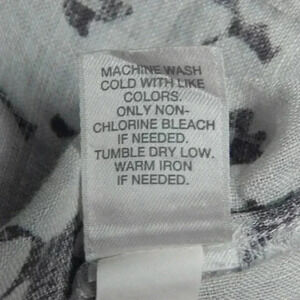 MACHINE WASH
COLD WITH LIKE
COLORS.
ONLY NON-
CHLORINE BLEACH
IF NEEDED.
TUMBLE DRY LOW.
WARM IRON
IF NEEDED.